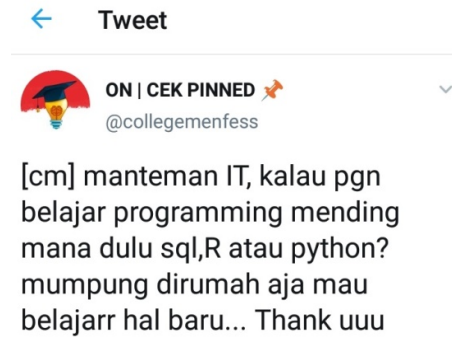 Tweet
ON | CEK PINNED 📌
@collegemenfess
[cm] manteman IT, kalau pgn
belajar programming mending
mana dulu sql,R atau python?
mumpung dirumah aja mau
belajarr hal baru... Thank uuu